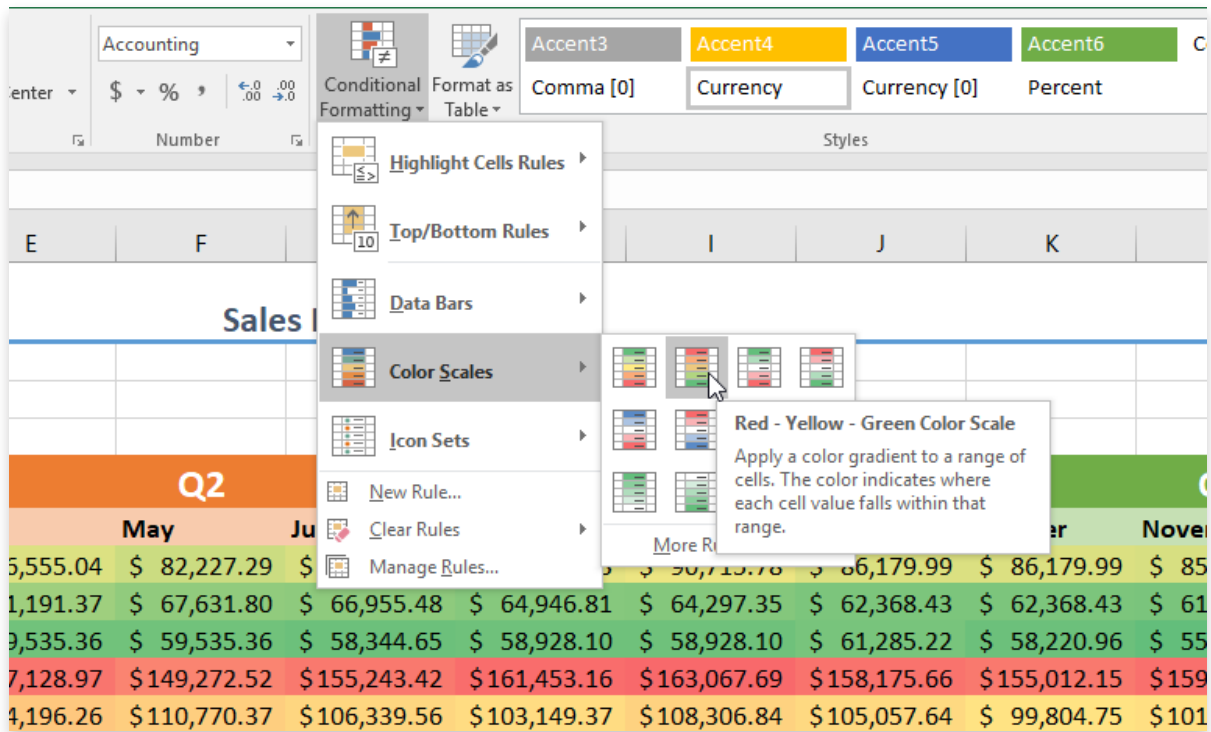 Accounting
Accent3 Accent4 Accent5 Accent6
$ % , .00 .0
Conditional Formatting
Format as Table
Comma [0] Currency Currency [0] Percent
Number Styles
Highlight Cells Rules
Top/Bottom Rules
Data Bars
Color Scales
Icon Sets
New Rule...
Clear Rules
Manage Rules...
E F I J K
Sales
Red - Yellow - Green Color Scale
Apply a color gradient to a range of
cells. The color indicates where
each cell value falls within that
range.
More
Q2
May
5,555.04 $ 82,227.29 $ 86,179.99 $ 86,179.99 $ 85
1,191.37 $ 67,631.80 $ 66,955.48 $ 64,946.81 $ 64,297.35 $ 62,368.43 $ 62,368.43 $ 61
9,535.36 $ 59,535.36 $ 58,344.65 $ 58,928.10 $ 58,928.10 $ 61,285.22 $ 58,220.96 $ 55
7,128.97 $149,272.52 $155,243.42 $161,453.16 $163,067.69 $158,175.66 $155,012.15 $159
4,196.26 $110,770.37 $106,339.56 $103,149.37 $108,306.84 $105,057.64 $ 99,804.75 $101